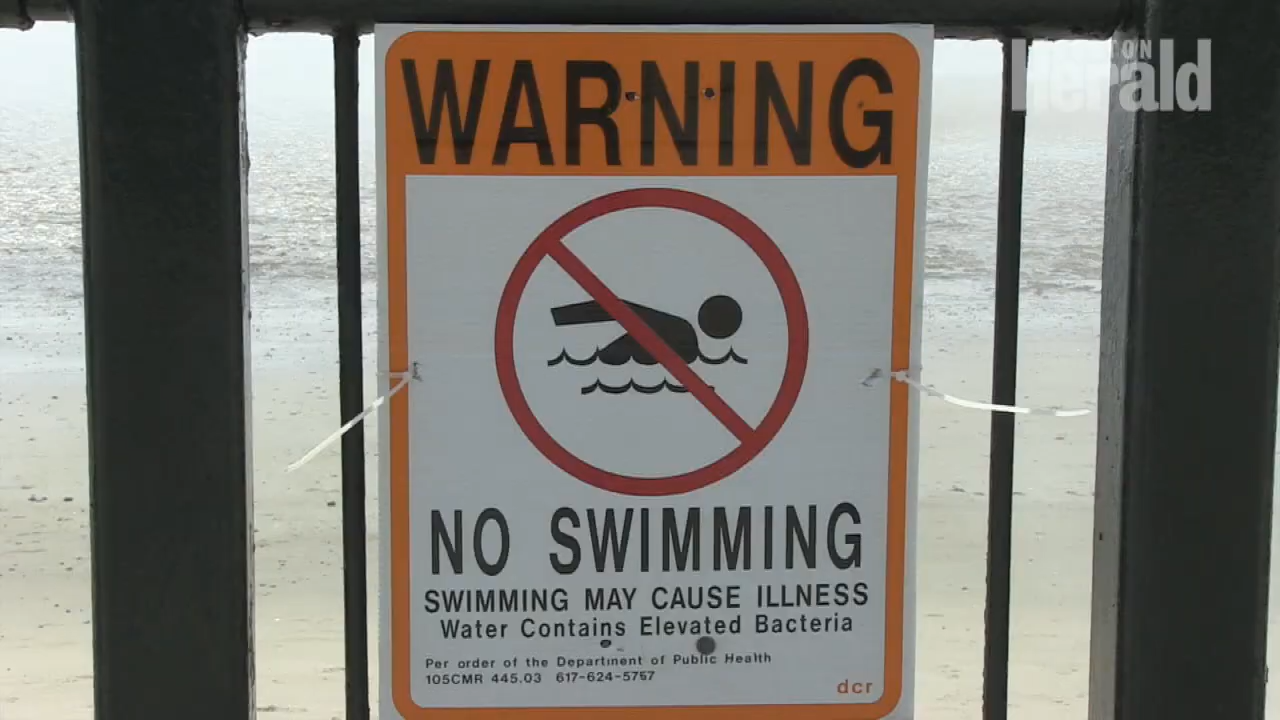 WARNING
Herald
NO SWIMMING
SWIMMING MAY CAUSE ILLNESS
Water Contains Elevated Bacteria
Per order of the Department of Public Health
105CMR 445.03 617-624-5757
dcr